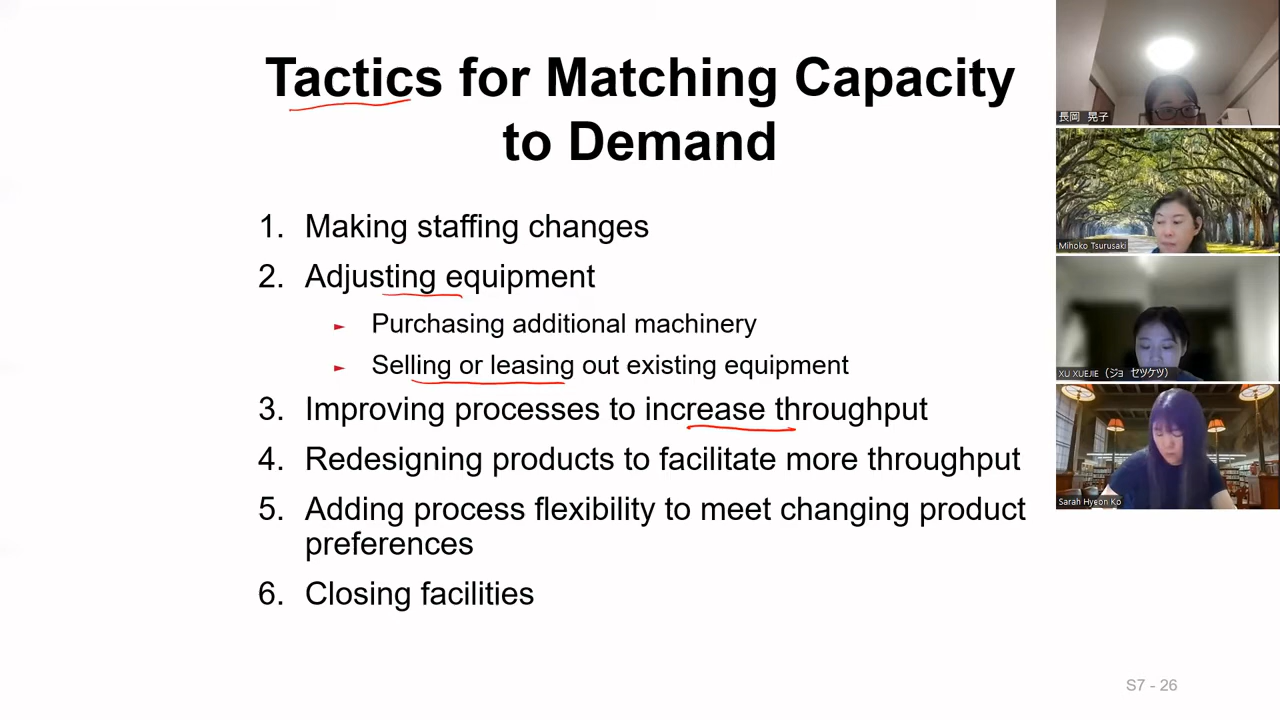 Tactics for Matching Capacity
to Demand
1. Making staffing changes
2. Adjusting equipment
► Purchasing additional machinery
► Selling or leasing out existing equipment
3. Improving processes to increase throughput
4. Redesigning products to facilitate more throughput
5. Adding process flexibility to meet changing product
preferences
6. Closing facilities
S7 - 26
長岡 晃子
Mihoko Tsurusaki
XU XUEJIE (ジョ セツケツ)
Sarah Hyeon Ko